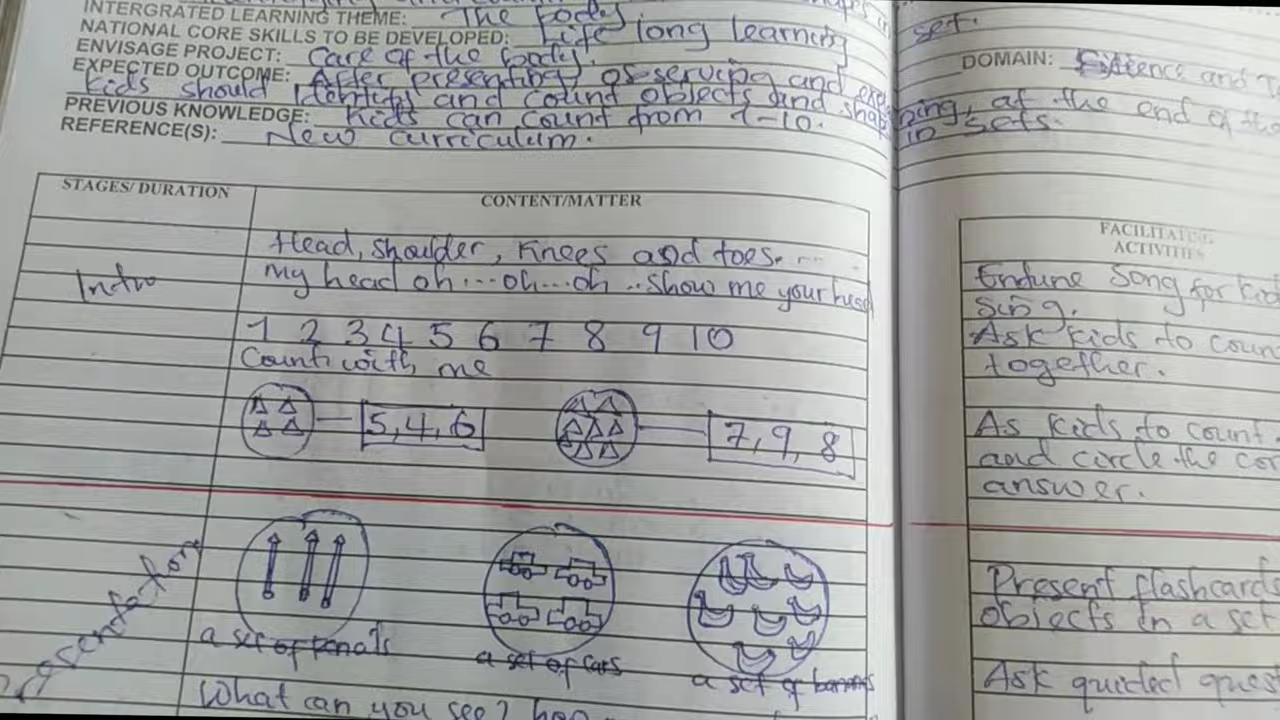 INTERGRATED LEARNING THEME: The body
NATIONAL CORE SKILLS TO BE DEVELOPED: Life long learning
ENVISAGE PROJECT: Care of the body.
EXPECTED OUTCOME: After presenting, observing and
kids should identify and count objects and
PREVIOUS KNOWLEDGE: Kids can count from 1-10.
REFERENCE(S): New curriculum.
STAGES/ DURATION
CONTENT/MATTER
Intro
Head, shoulder, Knees and toes....
my head oh...oh...oh ..show me your head
1 2 3 4 5 6 7 8 9 10
Count with me
5,4,6
7,9,8
presentation
a set of pencils
a set of cars
a set of bananas
What can you see?
set.
DOMAIN: Science and
at the end of the
in sets.
FACILITATING
ACTIVITIES
Endune Song for
sing.
Ask kids to
together.
As kids to count
and circle the
answer.
Present flashcards
objects in a set
Ask guided